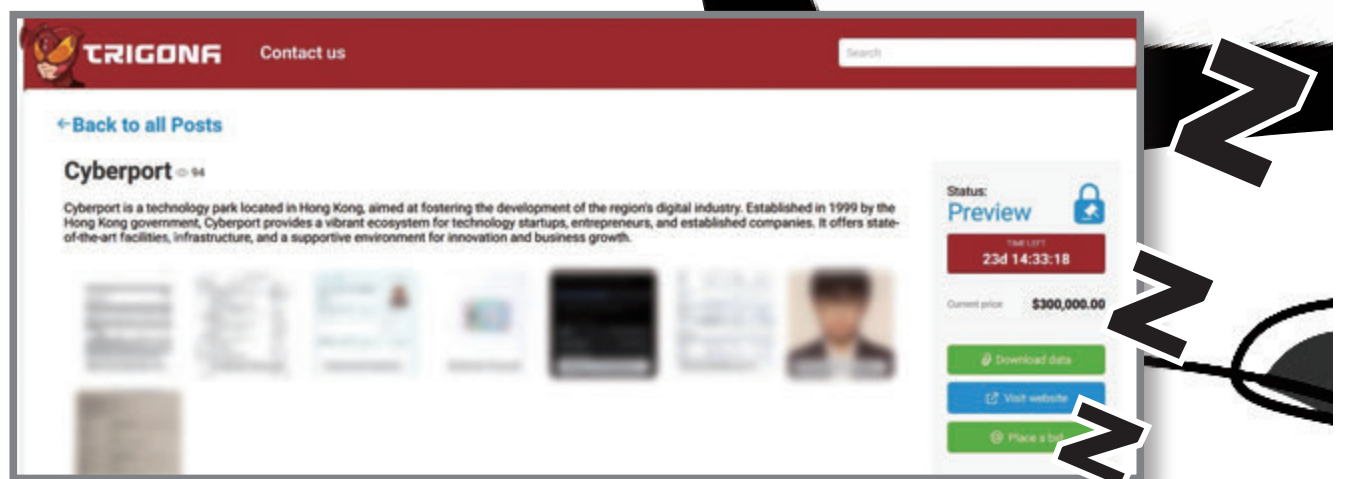 TRIGONA
Contact us
Search
←Back to all Posts
Cyberport 94
Cyberport is a technology park located in Hong Kong, aimed at fostering the development of the region's digital industry. Established in 1999 by the
Hong Kong government, Cyberport provides a vibrant ecosystem for technology startups, entrepreneurs, and established companies. It offers state-
of-the-art facilities, infrastructure, and a supportive environment for innovation and business growth.
Status:
Preview
TIME LEFT
23d 14:33:18
Current price $300,000.00
Download data
Visit website
Place a bid
Z
Z
Z